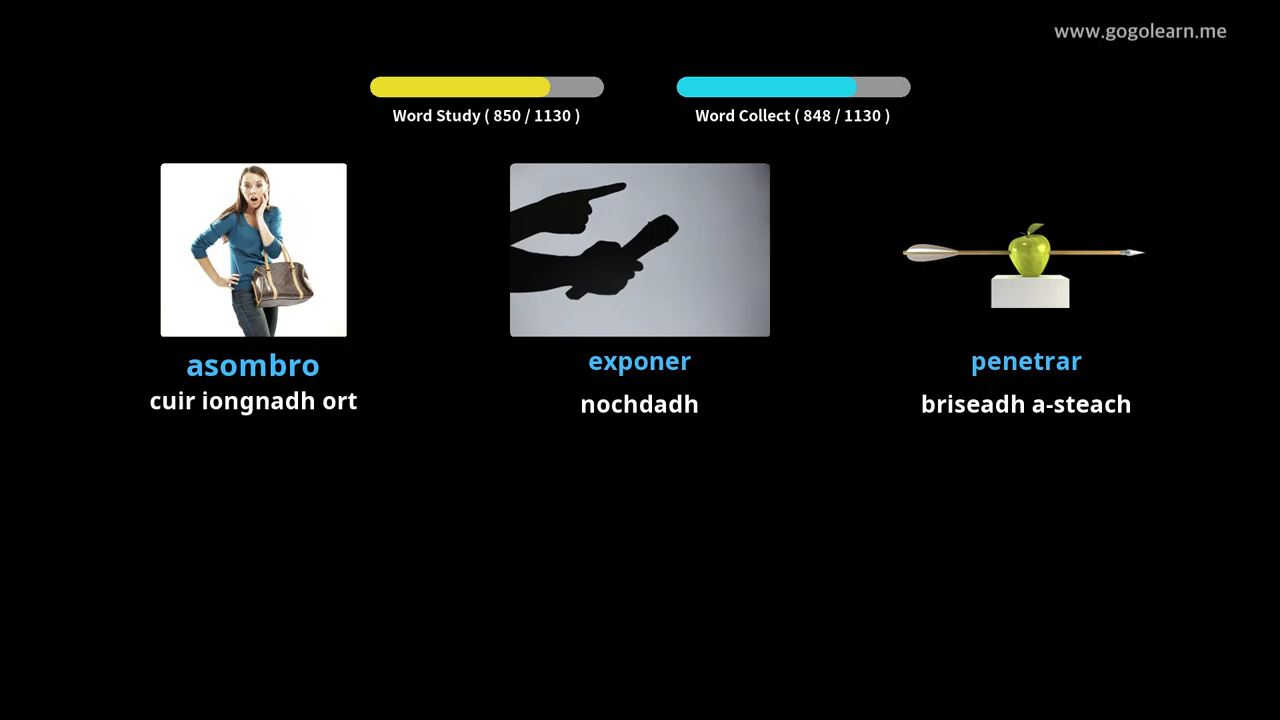 www.gogolearn.me
Word Study ( 850 / 1130 )
Word Collect ( 848 / 1130 )
asombro
cuir iongnadh ort
exponer
nochdadh
penetrar
briseadh a-steach